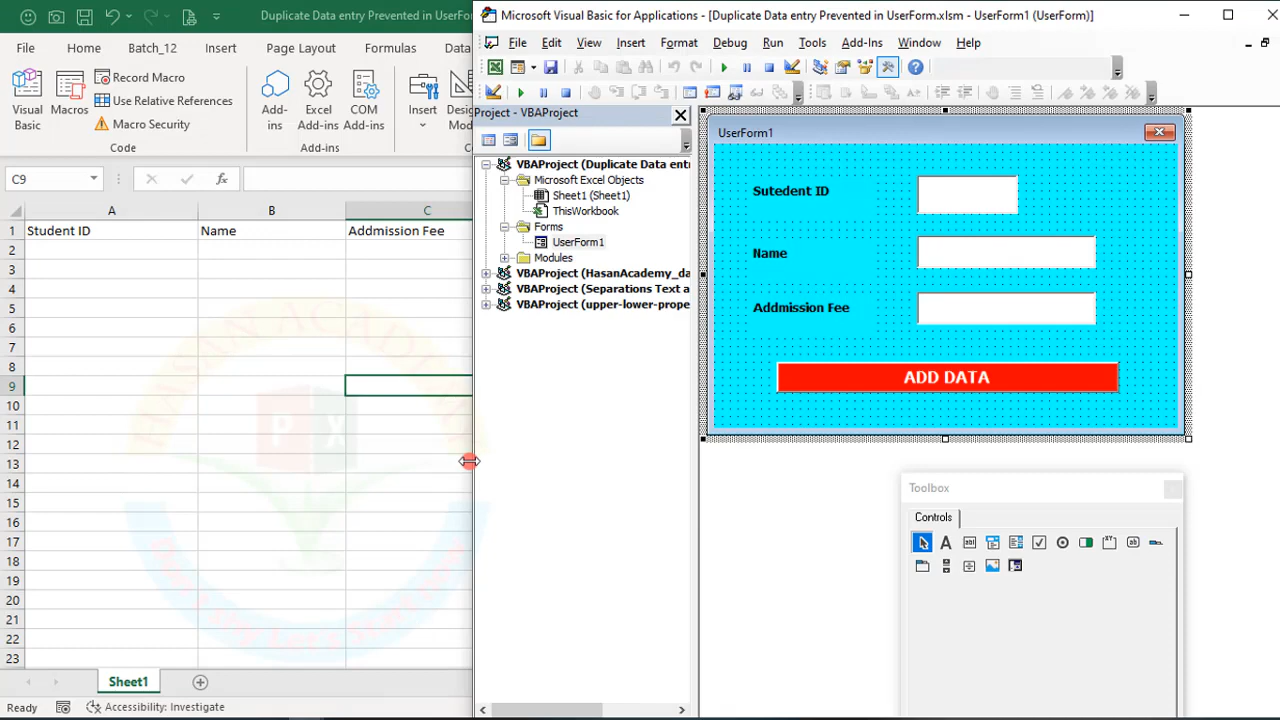 Duplicate Data entry Prevented in UserFo
File Home Batch_12 Insert Page Layout Formulas Data
Visual Basic
Macros
Record Macro
Use Relative References
Macro Security
Code
Add-ins
Excel Add-ins
COM Add-ins
Add-ins
Insert
Desig
Mod
C
C9
fx
A B C
1 Student ID Name Addmission Fee
2
3
4
5
6
7
8
9
10
11
12
13
14
15
16
17
18
19
20
21
22
23
P X
Sheet1
Ready Accessibility: Investigate
Microsoft Visual Basic for Applications - [Duplicate Data entry Prevented in UserForm.xlsm - UserForm1 (UserForm)]
File Edit View Insert Format Debug Run Tools Add-Ins Window Help
Project - VBAProject
VBAProject (Duplicate Data entr
Microsoft Excel Objects
Sheet1 (Sheet1)
ThisWorkbook
Forms
UserForm1
Modules
VBAProject (HasanAcademy_da
VBAProject (Separations Text a
VBAProject (upper-lower-prope
UserForm1
Sutedent ID
Name
Addmission Fee
ADD DATA
Toolbox
Controls
A abl XY ab